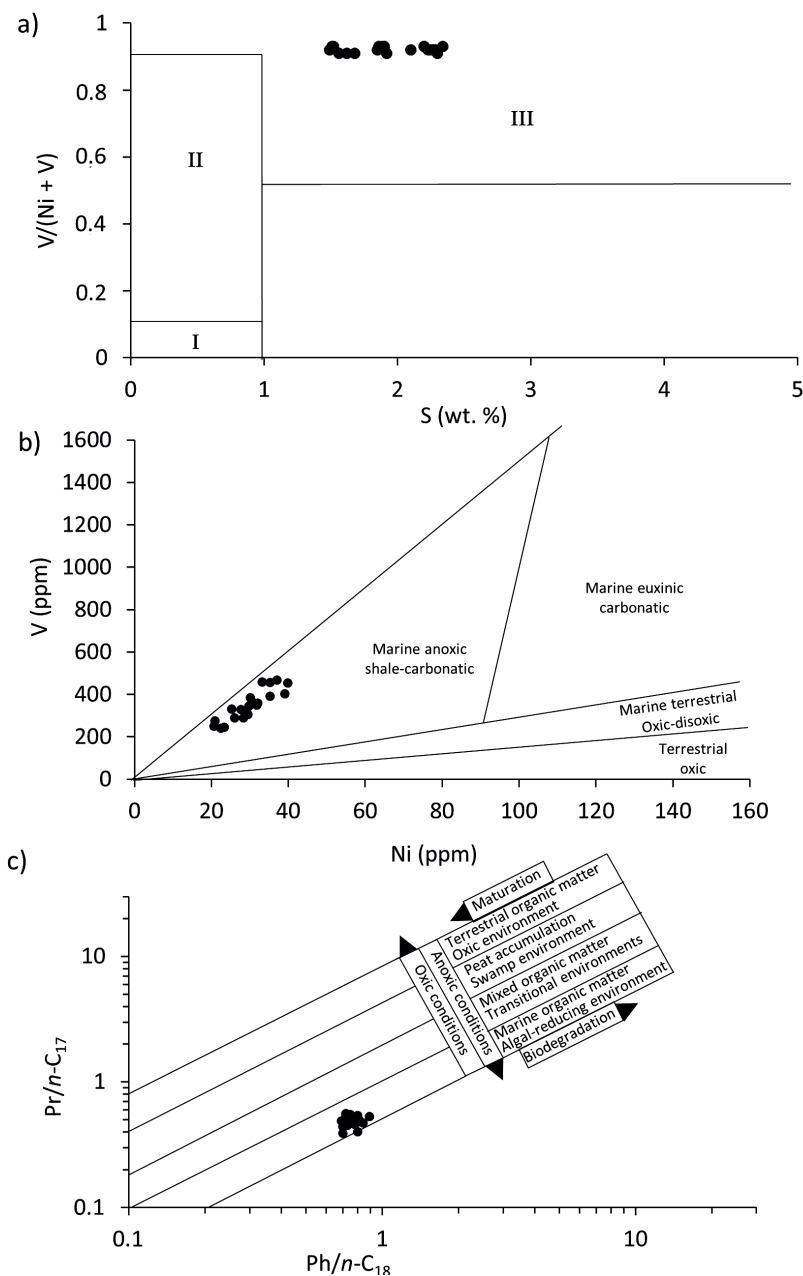 a)
1
0.8
0.6
0.4
0.2
0
V/(Ni + V)
II
III
I
0
1
2
3
4
5
S (wt. %)
b)
1600
1400
1200
1000
800
600
400
200
0
V (ppm)
Marine euxinic
carbonatic
Marine anoxic
shale-carbonatic
Marine terrestrial
Oxic-disoxic
Terrestrial
oxic
0
20
40
60
80
100
120
140
160
Ni (ppm)
c)
10
1
0.1
Pr/n-C17
Maturation
Terrestrial organic matter
Oxic environment
Peat accumulation
Swamp environment
Mixed organic matter
Transitional environments
Marine organic matter
Algal-reducing environment
Biodegradation
Anoxic conditions
Oxic conditions
0.1
1
10
Ph/n-C18